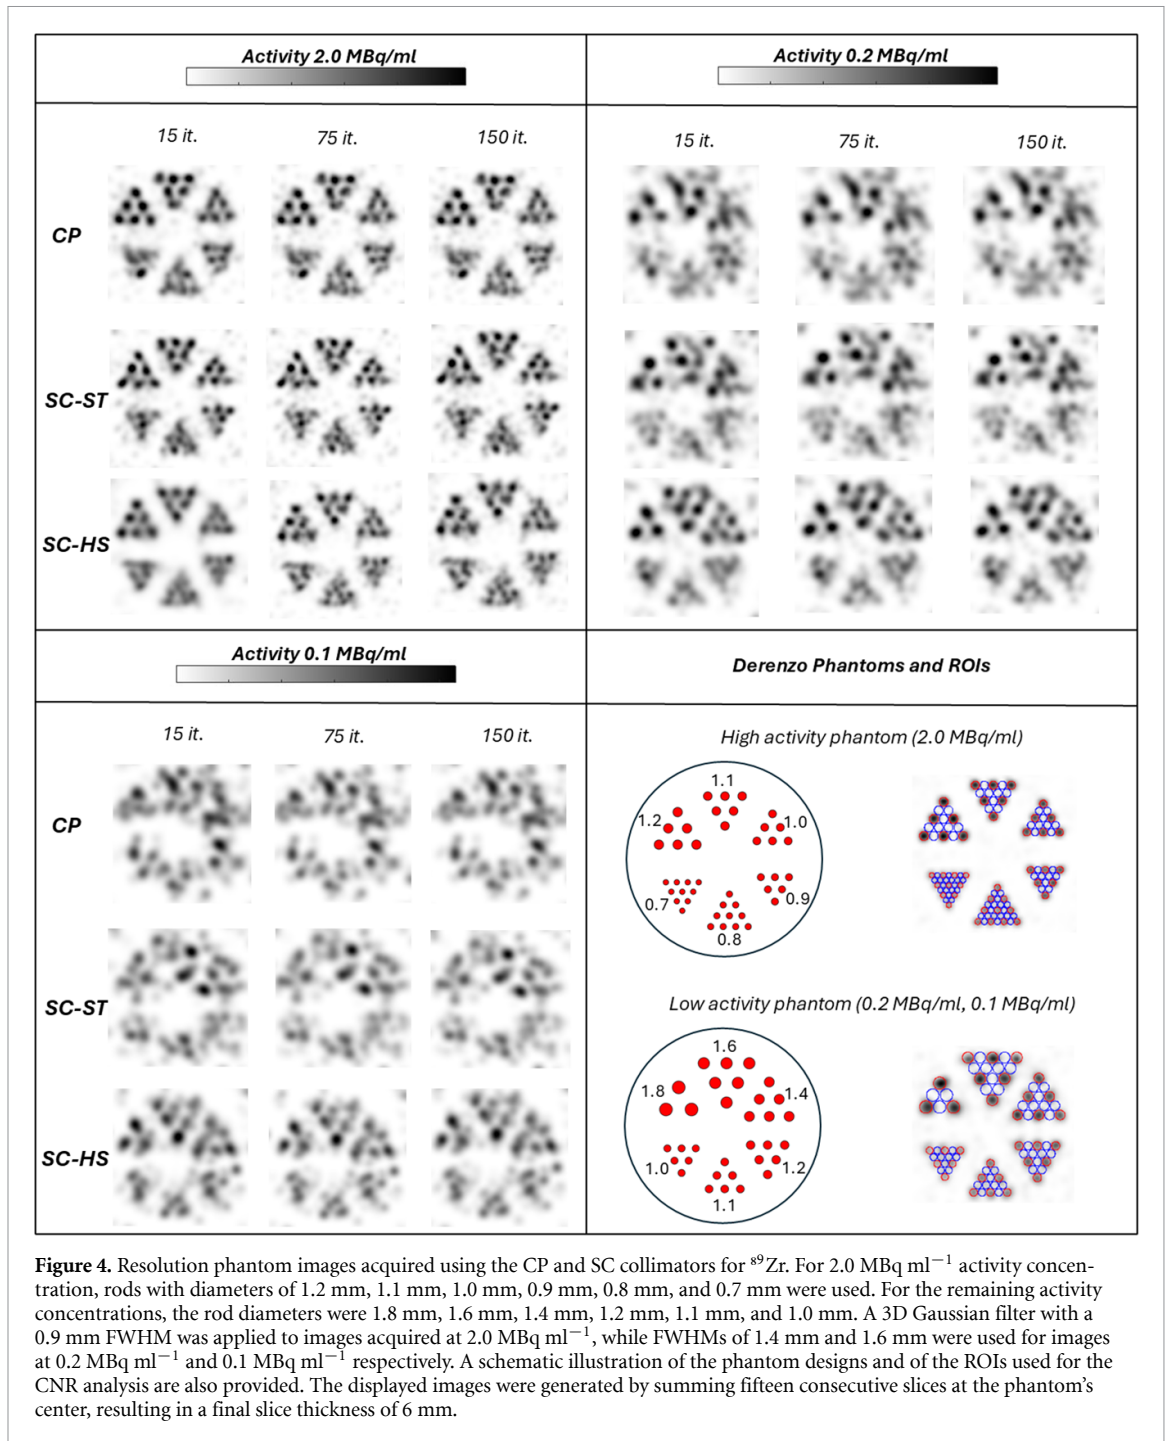 Activity 2.0 MBq/ml
15 it. 75 it. 150 it.
CP
SC-ST
SC-HS
Activity 0.2 MBq/ml
15 it. 75 it. 150 it.
Activity 0.1 MBq/ml
15 it. 75 it. 150 it.
CP
SC-ST
SC-HS
Derenzo Phantoms and ROIs
High activity phantom (2.0 MBq/ml)
1.1
1.2 1.0
0.7 0.9
0.8
Low activity phantom (0.2 MBq/ml, 0.1 MBq/ml)
1.6
1.8 1.4
1.0 1.2
1.1
Figure 4. Resolution phantom images acquired using the CP and SC collimators for ⁸⁹Zr. For 2.0 MBq ml⁻¹ activity concen-
tration, rods with diameters of 1.2 mm, 1.1 mm, 1.0 mm, 0.9 mm, 0.8 mm, and 0.7 mm were used. For the remaining activity
concentrations, the rod diameters were 1.8 mm, 1.6 mm, 1.4 mm, 1.2 mm, 1.1 mm, and 1.0 mm. A 3D Gaussian filter with a
0.9 mm FWHM was applied to images acquired at 2.0 MBq ml⁻¹, while FWHMs of 1.4 mm and 1.6 mm were used for images
at 0.2 MBq ml⁻¹ and 0.1 MBq ml⁻¹ respectively. A schematic illustration of the phantom designs and of the ROIs used for the
CNR analysis are also provided. The displayed images were generated by summing fifteen consecutive slices at the phantom's
center, resulting in a final slice thickness of 6 mm.